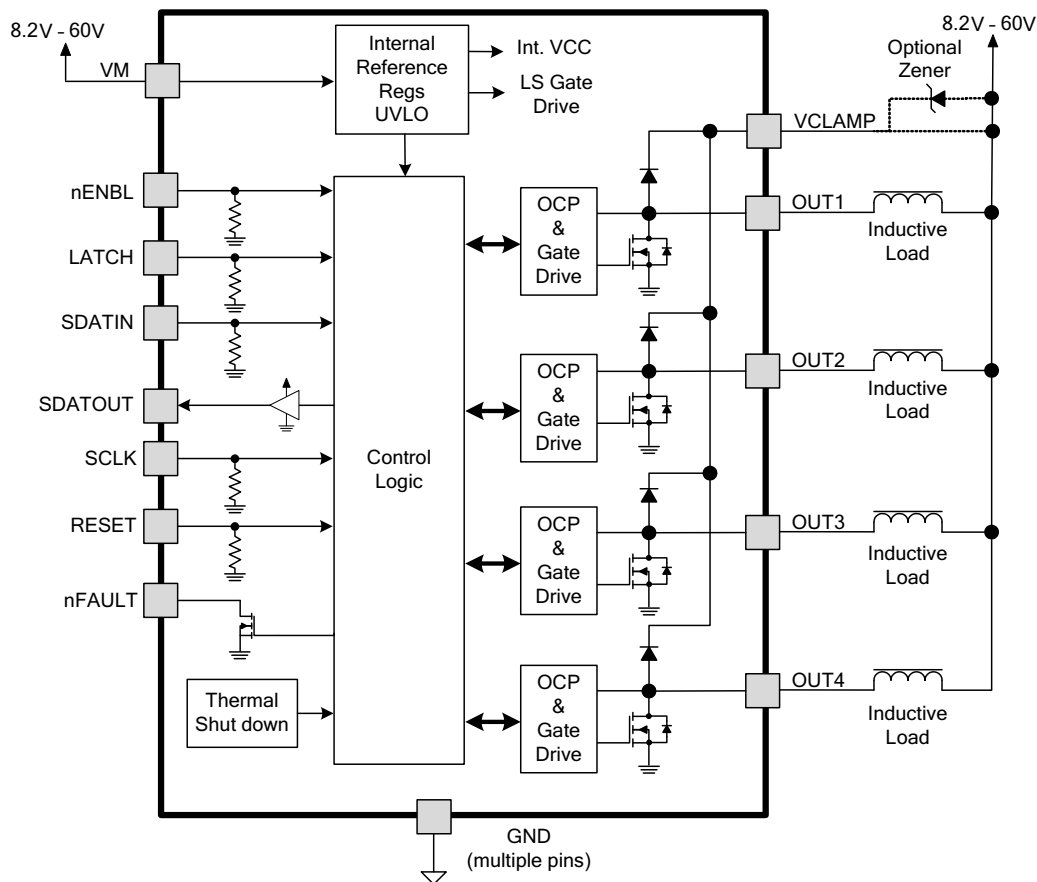 8.2V - 60V
VM
Internal
Reference
Regs
UVLO
Int. VCC
LS Gate
Drive
8.2V - 60V
Optional
Zener
VCLAMP
nENBL
LATCH
SDATIN
SDATOUT
SCLK
RESET
nFAULT
Thermal
Shut down
Control
Logic
OCP
&
Gate
Drive
OUT1
Inductive
Load
OCP
&
Gate
Drive
OUT2
Inductive
Load
OCP
&
Gate
Drive
OUT3
Inductive
Load
OCP
&
Gate
Drive
OUT4
Inductive
Load
GND
(multiple pins)